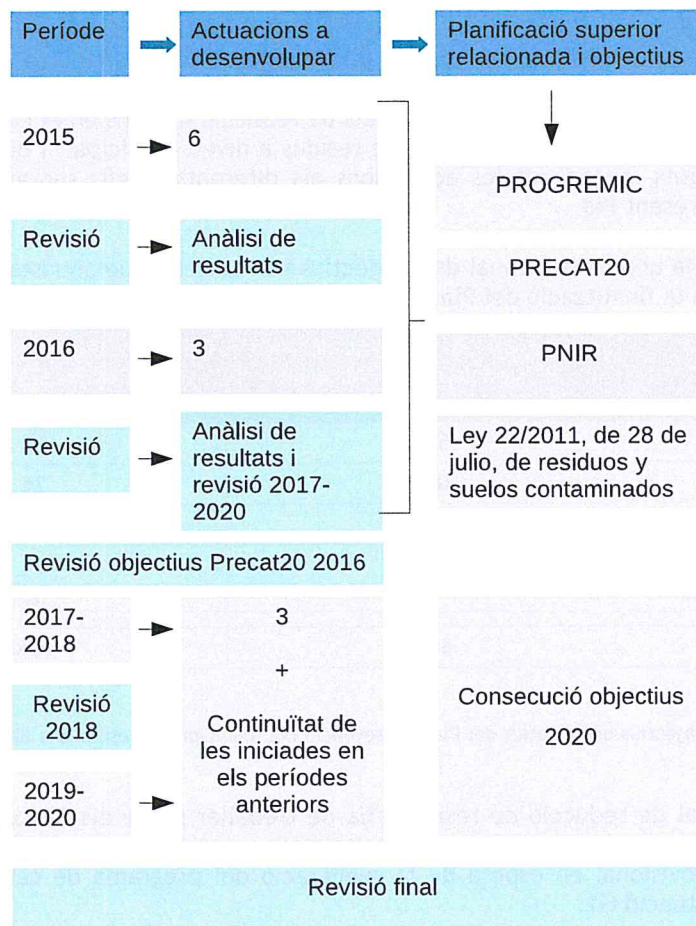 Període
Actuacions a
desenvolupar
Planificació superior
relacionada i objectius
2015
6
PROGREMIC
Revisió
Anàlisi de
resultats
PRECAT20
2016
3
PNIR
Revisió
Anàlisi de
resultats i
revisió 2017-
2020
Ley 22/2011, de 28 de
julio, de residuos y
suelos contaminados
Revisió objectius Precat20 2016
2017-
2018
3
+
Revisió
2018
Continuïtat de
les iniciades en
els períodes
anteriors
Consecució objectius
2020
2019-
2020
Revisió final